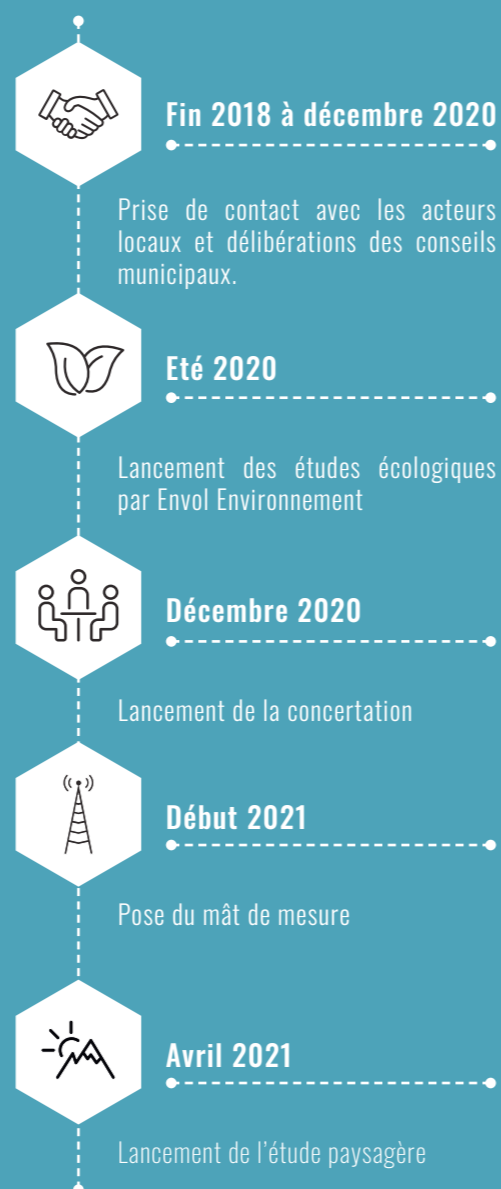 Fin 2018 à décembre 2020
Prise de contact avec les acteurs
locaux et délibérations des conseils
municipaux.
Eté 2020
Lancement des études écologiques
par Envol Environnement
Décembre 2020
Lancement de la concertation
Début 2021
Pose du mât de mesure
Avril 2021
Lancement de l'étude paysagère